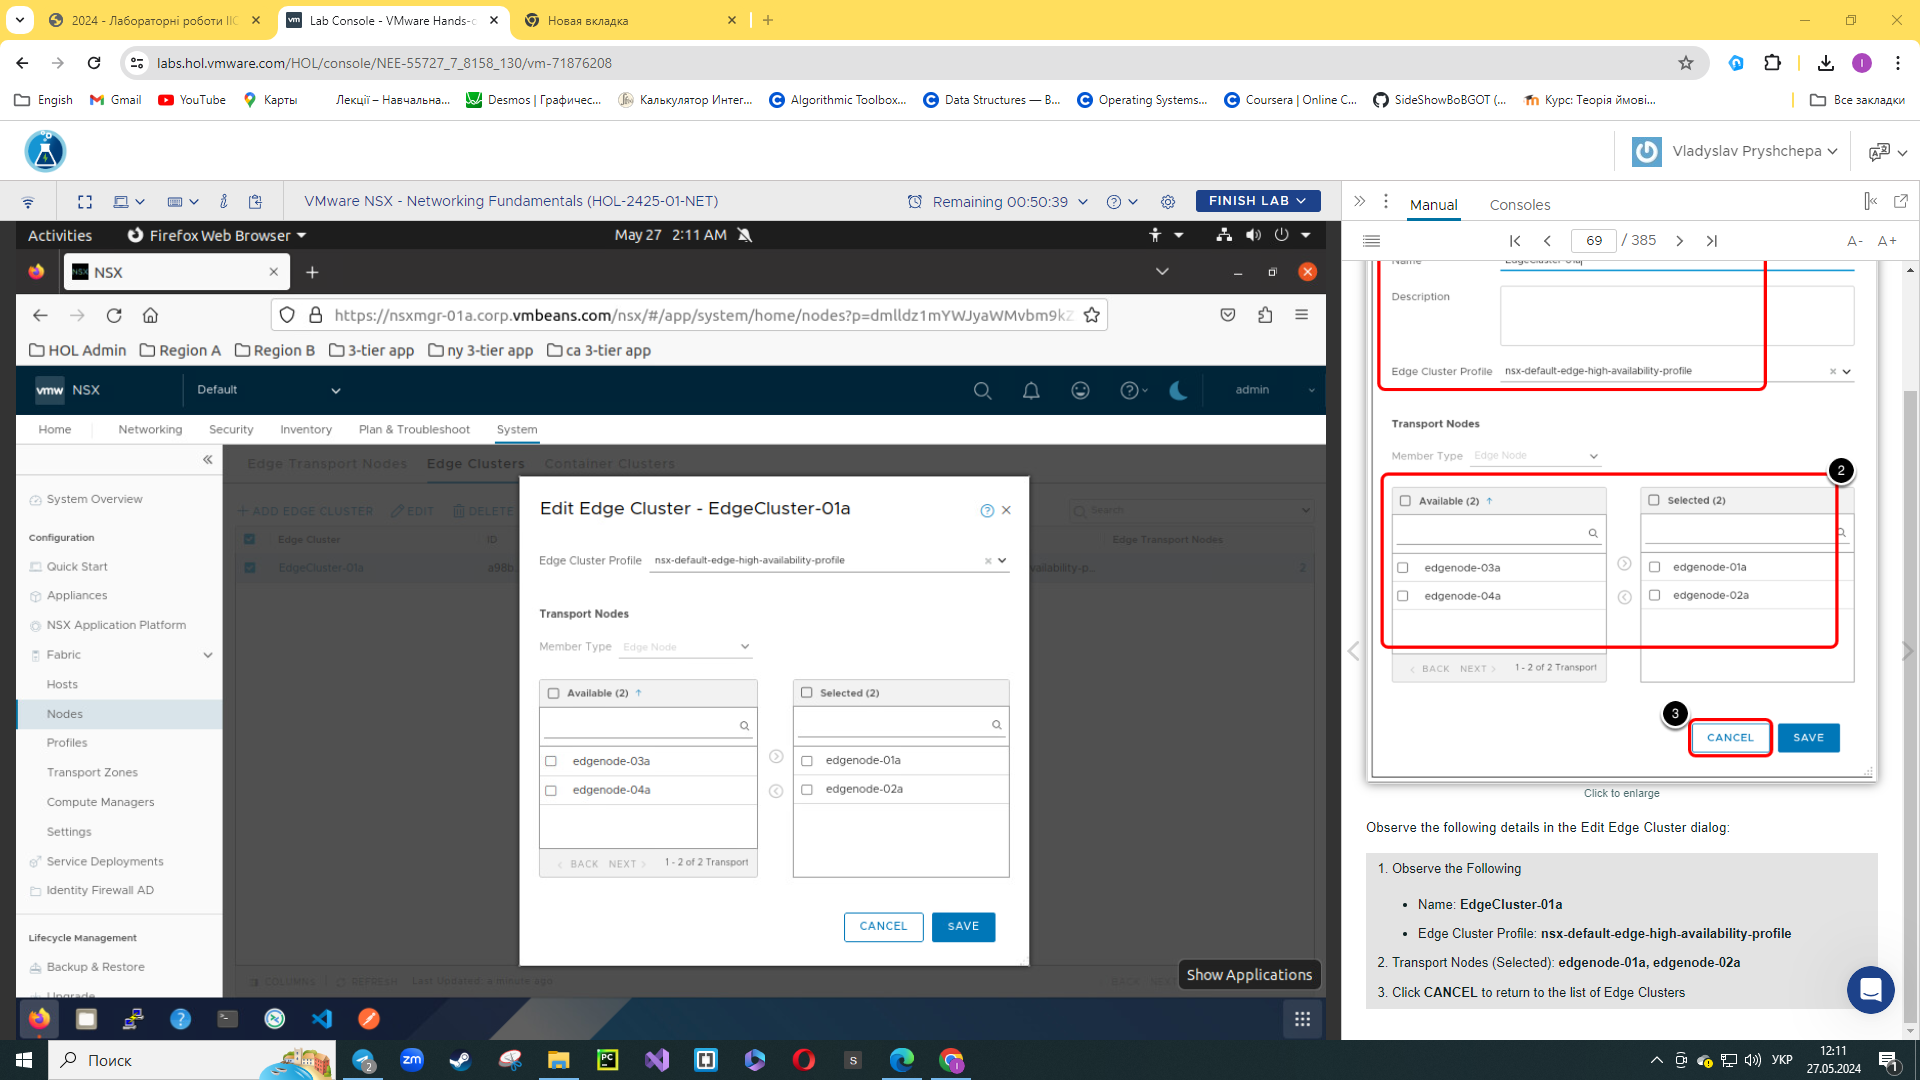 2024 - Лабораторні роботи ІІС
Lab Console - VMware Hands-o
Новая вкладка
labs.hol.vmware.com/HOL/console/NEE-55727_7_8158_130/vm-71876208
Engish
Gmail
YouTube
Карты
Лекції – Навчальна...
Desmos | Графичес...
Калькулятор Интег...
Algorithmic Toolbox...
Data Structures — В...
Operating Systems...
Coursera | Online C...
SideShowBoBGOT (...
Курс: Теорія ймові...
Все закладки
Vladyslav Pryshchepa
VMware NSX - Networking Fundamentals (HOL-2425-01-NET)
Remaining 00:50:39
FINISH LAB
Manual
Consoles
Activities
Firefox Web Browser
May 27 2:11 AM
69 / 385
A- A+
NSX
https://nsxmgr-01a.corp.vmbeans.com/nsx/#/app/system/home/nodes?p=dmlldz1mYWJyaWMvbm9kZ
HOL Admin
Region A
Region B
3-tier app
ny 3-tier app
ca 3-tier app
vmw NSX
Default
admin
Home
Networking
Security
Inventory
Plan & Troubleshoot
System
System Overview
Configuration
Quick Start
Appliances
NSX Application Platform
Fabric
Hosts
Nodes
Profiles
Transport Zones
Compute Managers
Settings
Service Deployments
Identity Firewall AD
Lifecycle Management
Backup & Restore
Upgrade
Edge Transport Nodes
Edge Clusters
Container Clusters
+ ADD EDGE CLUSTER
EDIT
DELETE
Search
Edge Cluster
ID
Edge Transport Nodes
EdgeCluster-01a
a98b
ailability-p...
2
Edit Edge Cluster - EdgeCluster-01a
Edge Cluster Profile
nsx-default-edge-high-availability-profile
Transport Nodes
Member Type
Edge Node
Available (2)
Selected (2)
edgenode-03a
edgenode-01a
edgenode-04a
edgenode-02a
BACK NEXT
1 - 2 of 2 Transport
CANCEL
SAVE
COLUMNS
REFRESH
Last Updated: a minute ago
BACK NEXT
Show Applications
Name
EdgeCluster-01a
Description
Edge Cluster Profile
nsx-default-edge-high-availability-profile
Transport Nodes
Member Type
Edge Node
2
Available (2)
Selected (2)
edgenode-03a
edgenode-01a
edgenode-04a
edgenode-02a
BACK NEXT
1 - 2 of 2 Transport
3
CANCEL
SAVE
Click to enlarge
Observe the following details in the Edit Edge Cluster dialog:
1. Observe the Following
• Name: EdgeCluster-01a
• Edge Cluster Profile: nsx-default-edge-high-availability-profile
2. Transport Nodes (Selected): edgenode-01a, edgenode-02a
3. Click CANCEL to return to the list of Edge Clusters
Поиск
2
zm
PC
S
УКР
12:11
27.05.2024
1